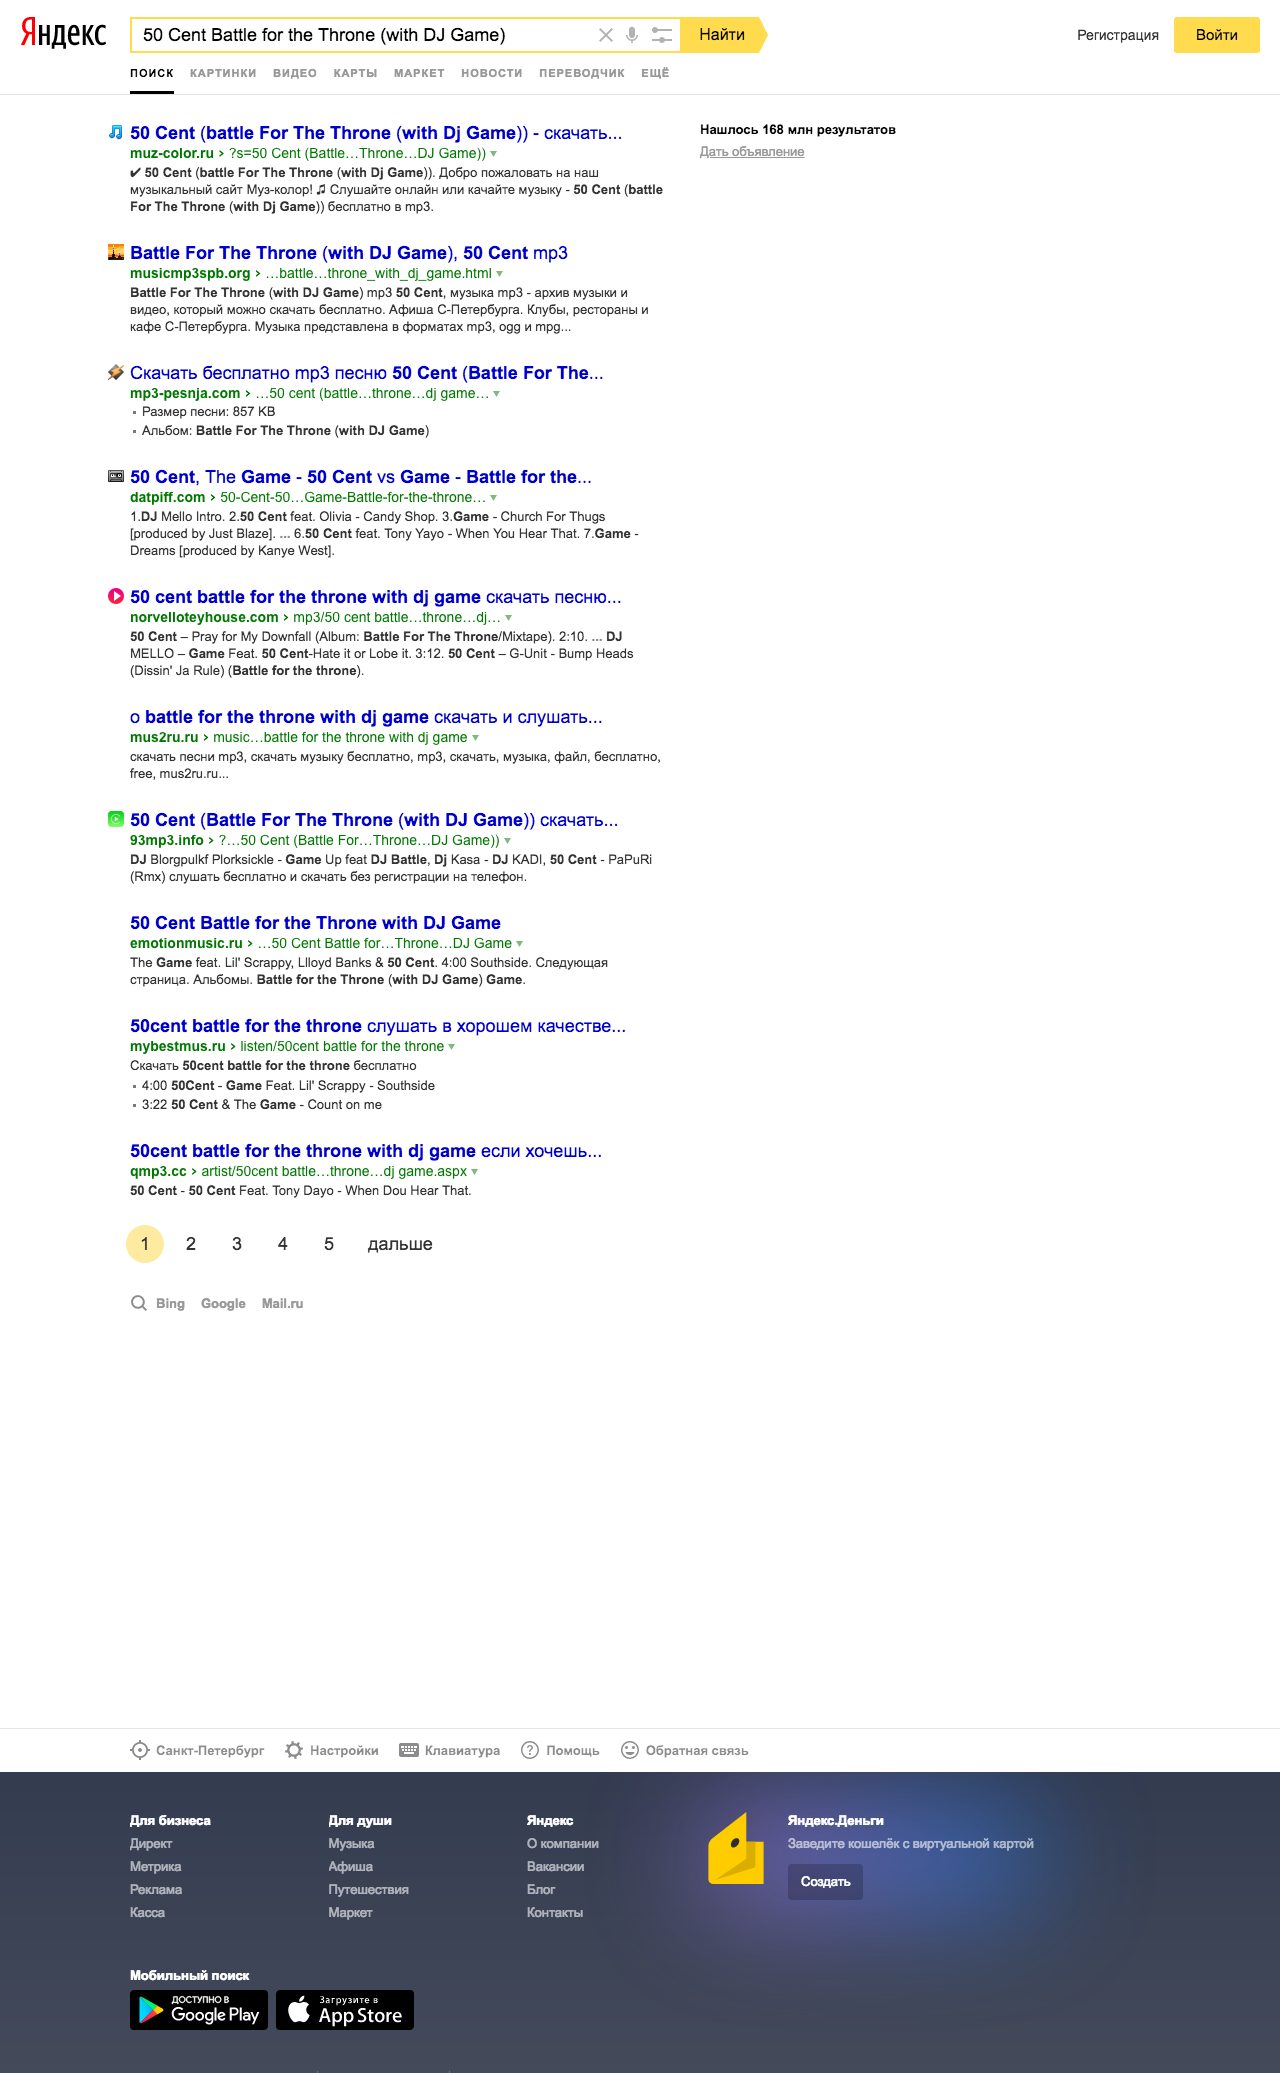 Яндекс
50 Cent Battle for the Throne (with DJ Game)
Найти
Регистрация
Войти
ПОИСК КАРТИНКИ ВИДЕО КАРТЫ МАРКЕТ НОВОСТИ ПЕРЕВОДЧИК ЕЩЁ
50 Cent (battle For The Throne (with Dj Game)) - скачать...
muz-color.ru › ?s=50 Cent (Battle…Throne…DJ Game))
✔ 50 Cent (battle For The Throne (with Dj Game)). Добро пожаловать на наш
музыкальный сайт Муз-колор! ♫ Слушайте онлайн или качайте музыку - 50 Cent (battle
For The Throne (with Dj Game)) бесплатно в mp3.
Нашлось 168 млн результатов
Дать объявление
Battle For The Throne (with DJ Game), 50 Cent mp3
musicmp3spb.org › …battle…throne_with_dj_game.html
Battle For The Throne (with DJ Game) mp3 50 Cent, музыка mp3 - архив музыки и
видео, который можно скачать бесплатно. Афиша С-Петербурга. Клубы, рестораны и
кафе С-Петербурга. Музыка представлена в форматах mp3, ogg и mpg...
Скачать бесплатно mp3 песню 50 Cent (Battle For The...
mp3-pesnja.com › …50 cent (battle…throne…dj game…
Размер песни: 857 KB
Альбом: Battle For The Throne (with DJ Game)
50 Cent, The Game - 50 Cent vs Game - Battle for the...
datpiff.com › 50-Cent-50…Game-Battle-for-the-throne…
1.DJ Mello Intro. 2.50 Cent feat. Olivia - Candy Shop. 3.Game - Church For Thugs
[produced by Just Blaze]. ... 6.50 Cent feat. Tony Yayo - When You Hear That. 7.Game -
Dreams [produced by Kanye West].
50 cent battle for the throne with dj game скачать песню...
norvelloteyhouse.com › mp3/50 cent battle…throne…dj…
50 Cent – Pray for My Downfall (Album: Battle For The Throne/Mixtape). 2:10. ... DJ
MELLO – Game Feat. 50 Cent-Hate it or Lobe it. 3:12. 50 Cent – G-Unit - Bump Heads
(Dissin' Ja Rule) (Battle for the throne).
o battle for the throne with dj game скачать и слушать...
mus2ru.ru › music…battle for the throne with dj game
скачать песни mp3, скачать музыку бесплатно, mp3, скачать, музыка, файл, бесплатно,
free, mus2ru.ru...
50 Cent (Battle For The Throne (with DJ Game)) скачать...
93mp3.info › ?…50 Cent (Battle For…Throne…DJ Game))
DJ Blorgpulkf Plorksickle - Game Up feat DJ Battle, Dj Kasa - DJ KADI, 50 Cent - PaPuRi
(Rmx) слушать бесплатно и скачать без регистрации на телефон.
50 Cent Battle for the Throne with DJ Game
emotionmusic.ru › …50 Cent Battle for…Throne…DJ Game
The Game feat. Lil' Scrappy, Llloyd Banks & 50 Cent. 4:00 Southside. Следующая
страница. Альбомы. Battle for the Throne (with DJ Game) Game.
50cent battle for the throne слушать в хорошем качестве...
mybestmus.ru › listen/50cent battle for the throne
Скачать 50cent battle for the throne бесплатно
4:00 50Cent - Game Feat. Lil' Scrappy - Southside
3:22 50 Cent & The Game - Count on me
50cent battle for the throne with dj game если хочешь...
qmp3.cc › artist/50cent battle…throne…dj game.aspx
50 Cent - 50 Cent Feat. Tony Dayo - When Dou Hear That.
1 2 3 4 5 дальше
Bing Google Mail.ru
Санкт-Петербург Настройки Клавиатура Помощь Обратная связь
Для бизнеса
Директ
Метрика
Реклама
Касса
Для души
Музыка
Афиша
Путешествия
Маркет
Яндекс
О компании
Вакансии
Блог
Контакты
Яндекс.Деньги
Заведите кошелёк с виртуальной картой
Создать
Мобильный поиск
ДОСТУПНО В
Google Play
Загрузите в
App Store